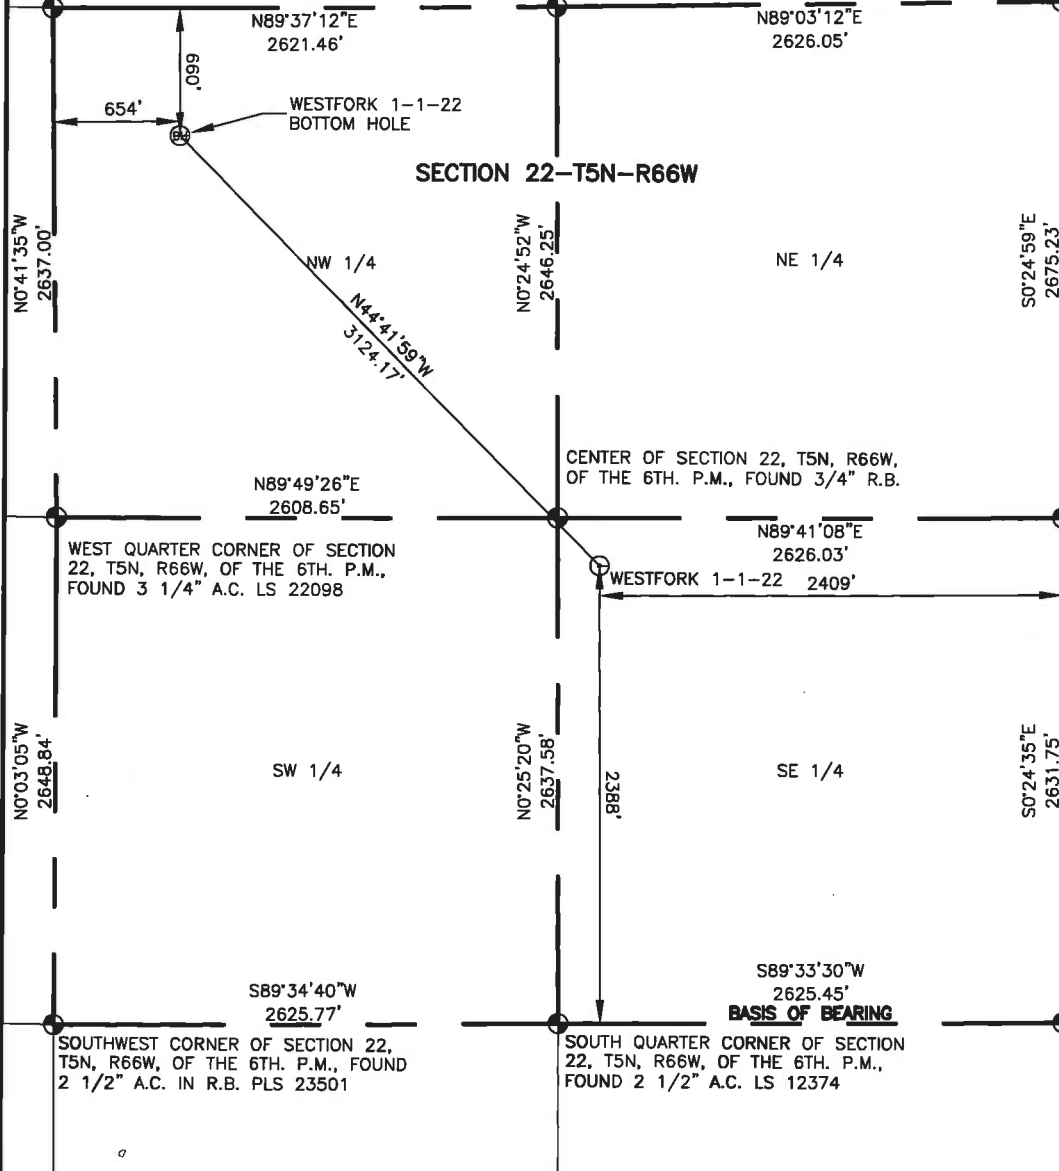 N89°37'12"E
2621.46'
N89°03'12"E
2626.05'
660'
654'
WESTFORK 1-1-22
BOTTOM HOLE
SECTION 22-T5N-R66W
N0°41'35"W
2637.00'
NW 1/4
N44°41'59"W
3124.17'
N0°24'52"W
2646.25'
NE 1/4
S0°24'59"E
2675.23'
CENTER OF SECTION 22, T5N, R66W,
OF THE 6TH. P.M., FOUND 3/4" R.B.
N89°49'26"E
2608.65'
N89°41'08"E
2626.03'
WEST QUARTER CORNER OF SECTION
22, T5N, R66W, OF THE 6TH. P.M.,
FOUND 3 1/4" A.C. LS 22098
WESTFORK 1-1-22 2409'
N0°03'05"W
2648.84'
SW 1/4
N0°25'20"W
2637.58'
2388'
SE 1/4
S0°24'35"E
2631.75'
S89°34'40"W
2625.77'
S89°33'30"W
2625.45'
BASIS OF BEARING
SOUTHWEST CORNER OF SECTION 22,
T5N, R66W, OF THE 6TH. P.M., FOUND
2 1/2" A.C. IN R.B. PLS 23501
SOUTH QUARTER CORNER OF SECTION
22, T5N, R66W, OF THE 6TH. P.M.,
FOUND 2 1/2" A.C. LS 12374